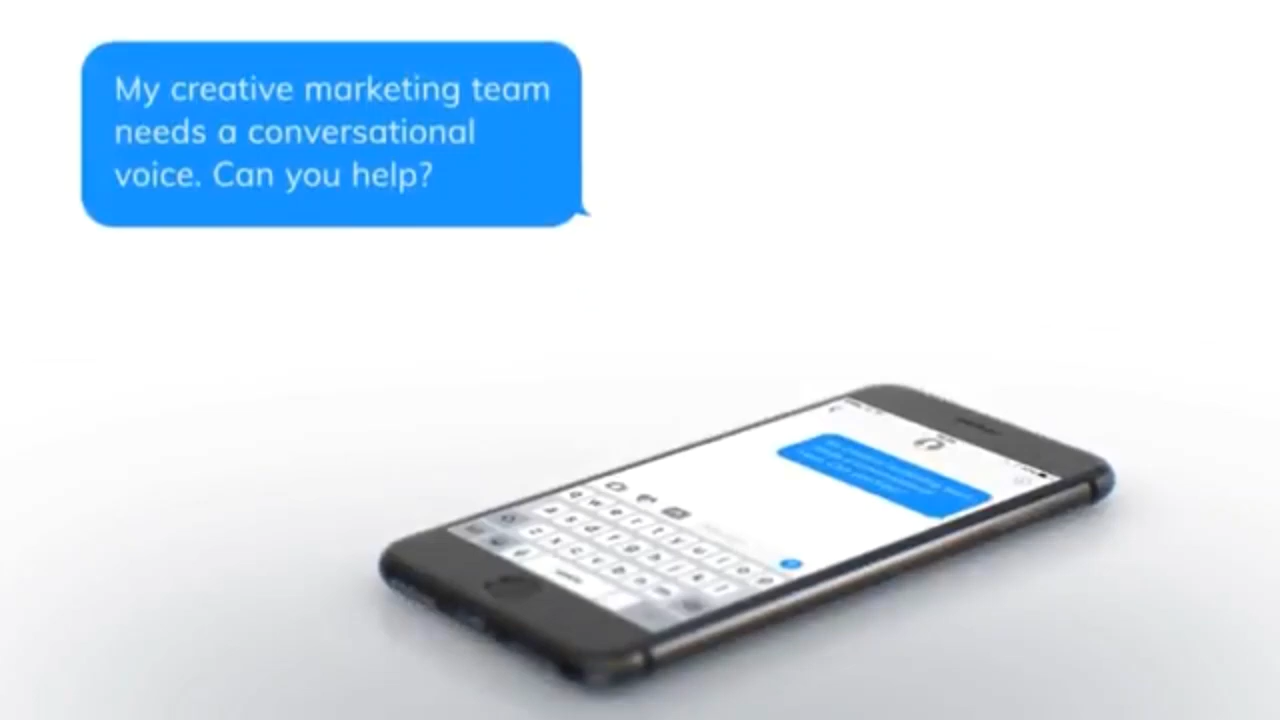 My creative marketing team
needs a conversational
voice. Can you help?